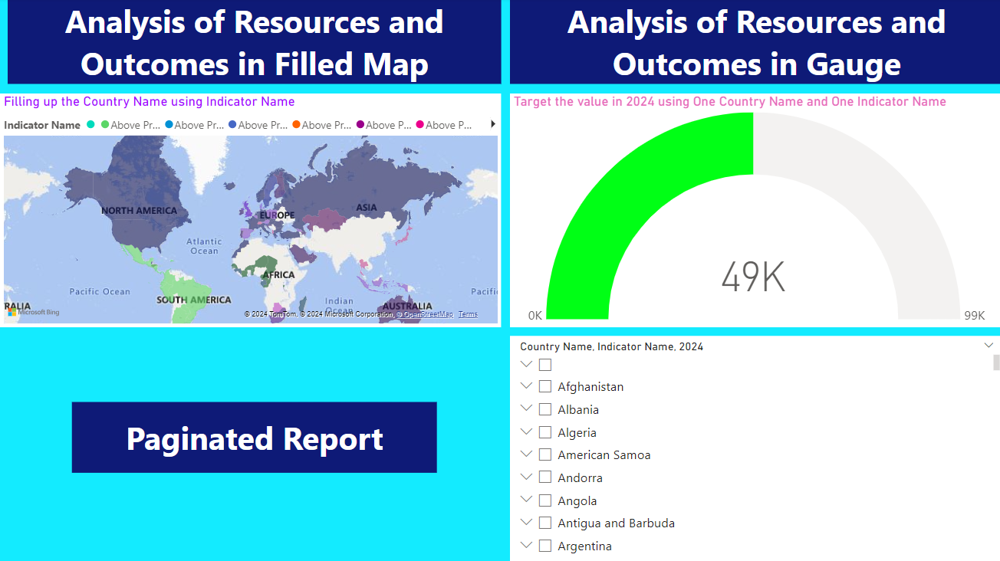 Analysis of Resources and
Outcomes in Filled Map
Filling up the Country Name using Indicator Name
Indicator Name Above Pr... Above Pr... Above Pr... Above Pr... Above Pr... Above P...
NORTH AMERICA
EUROPE
ASIA
Atlantic
Ocean
AFRICA
Pacific Ocean
SOUTH AMERICA
Indian
Ocean
Pacifi
RALIA
AUSTRALIA
Microsoft Bing
© 2024 TomTom, © 2024 Microsoft Corporation, © OpenStreetMap Terms
Paginated Report
Analysis of Resources and
Outcomes in Gauge
Target the value in 2024 using One Country Name and One Indicator Name
49K
0K
99K
Country Name, Indicator Name, 2024
Afghanistan
Albania
Algeria
American Samoa
Andorra
Angola
Antigua and Barbuda
Argentina